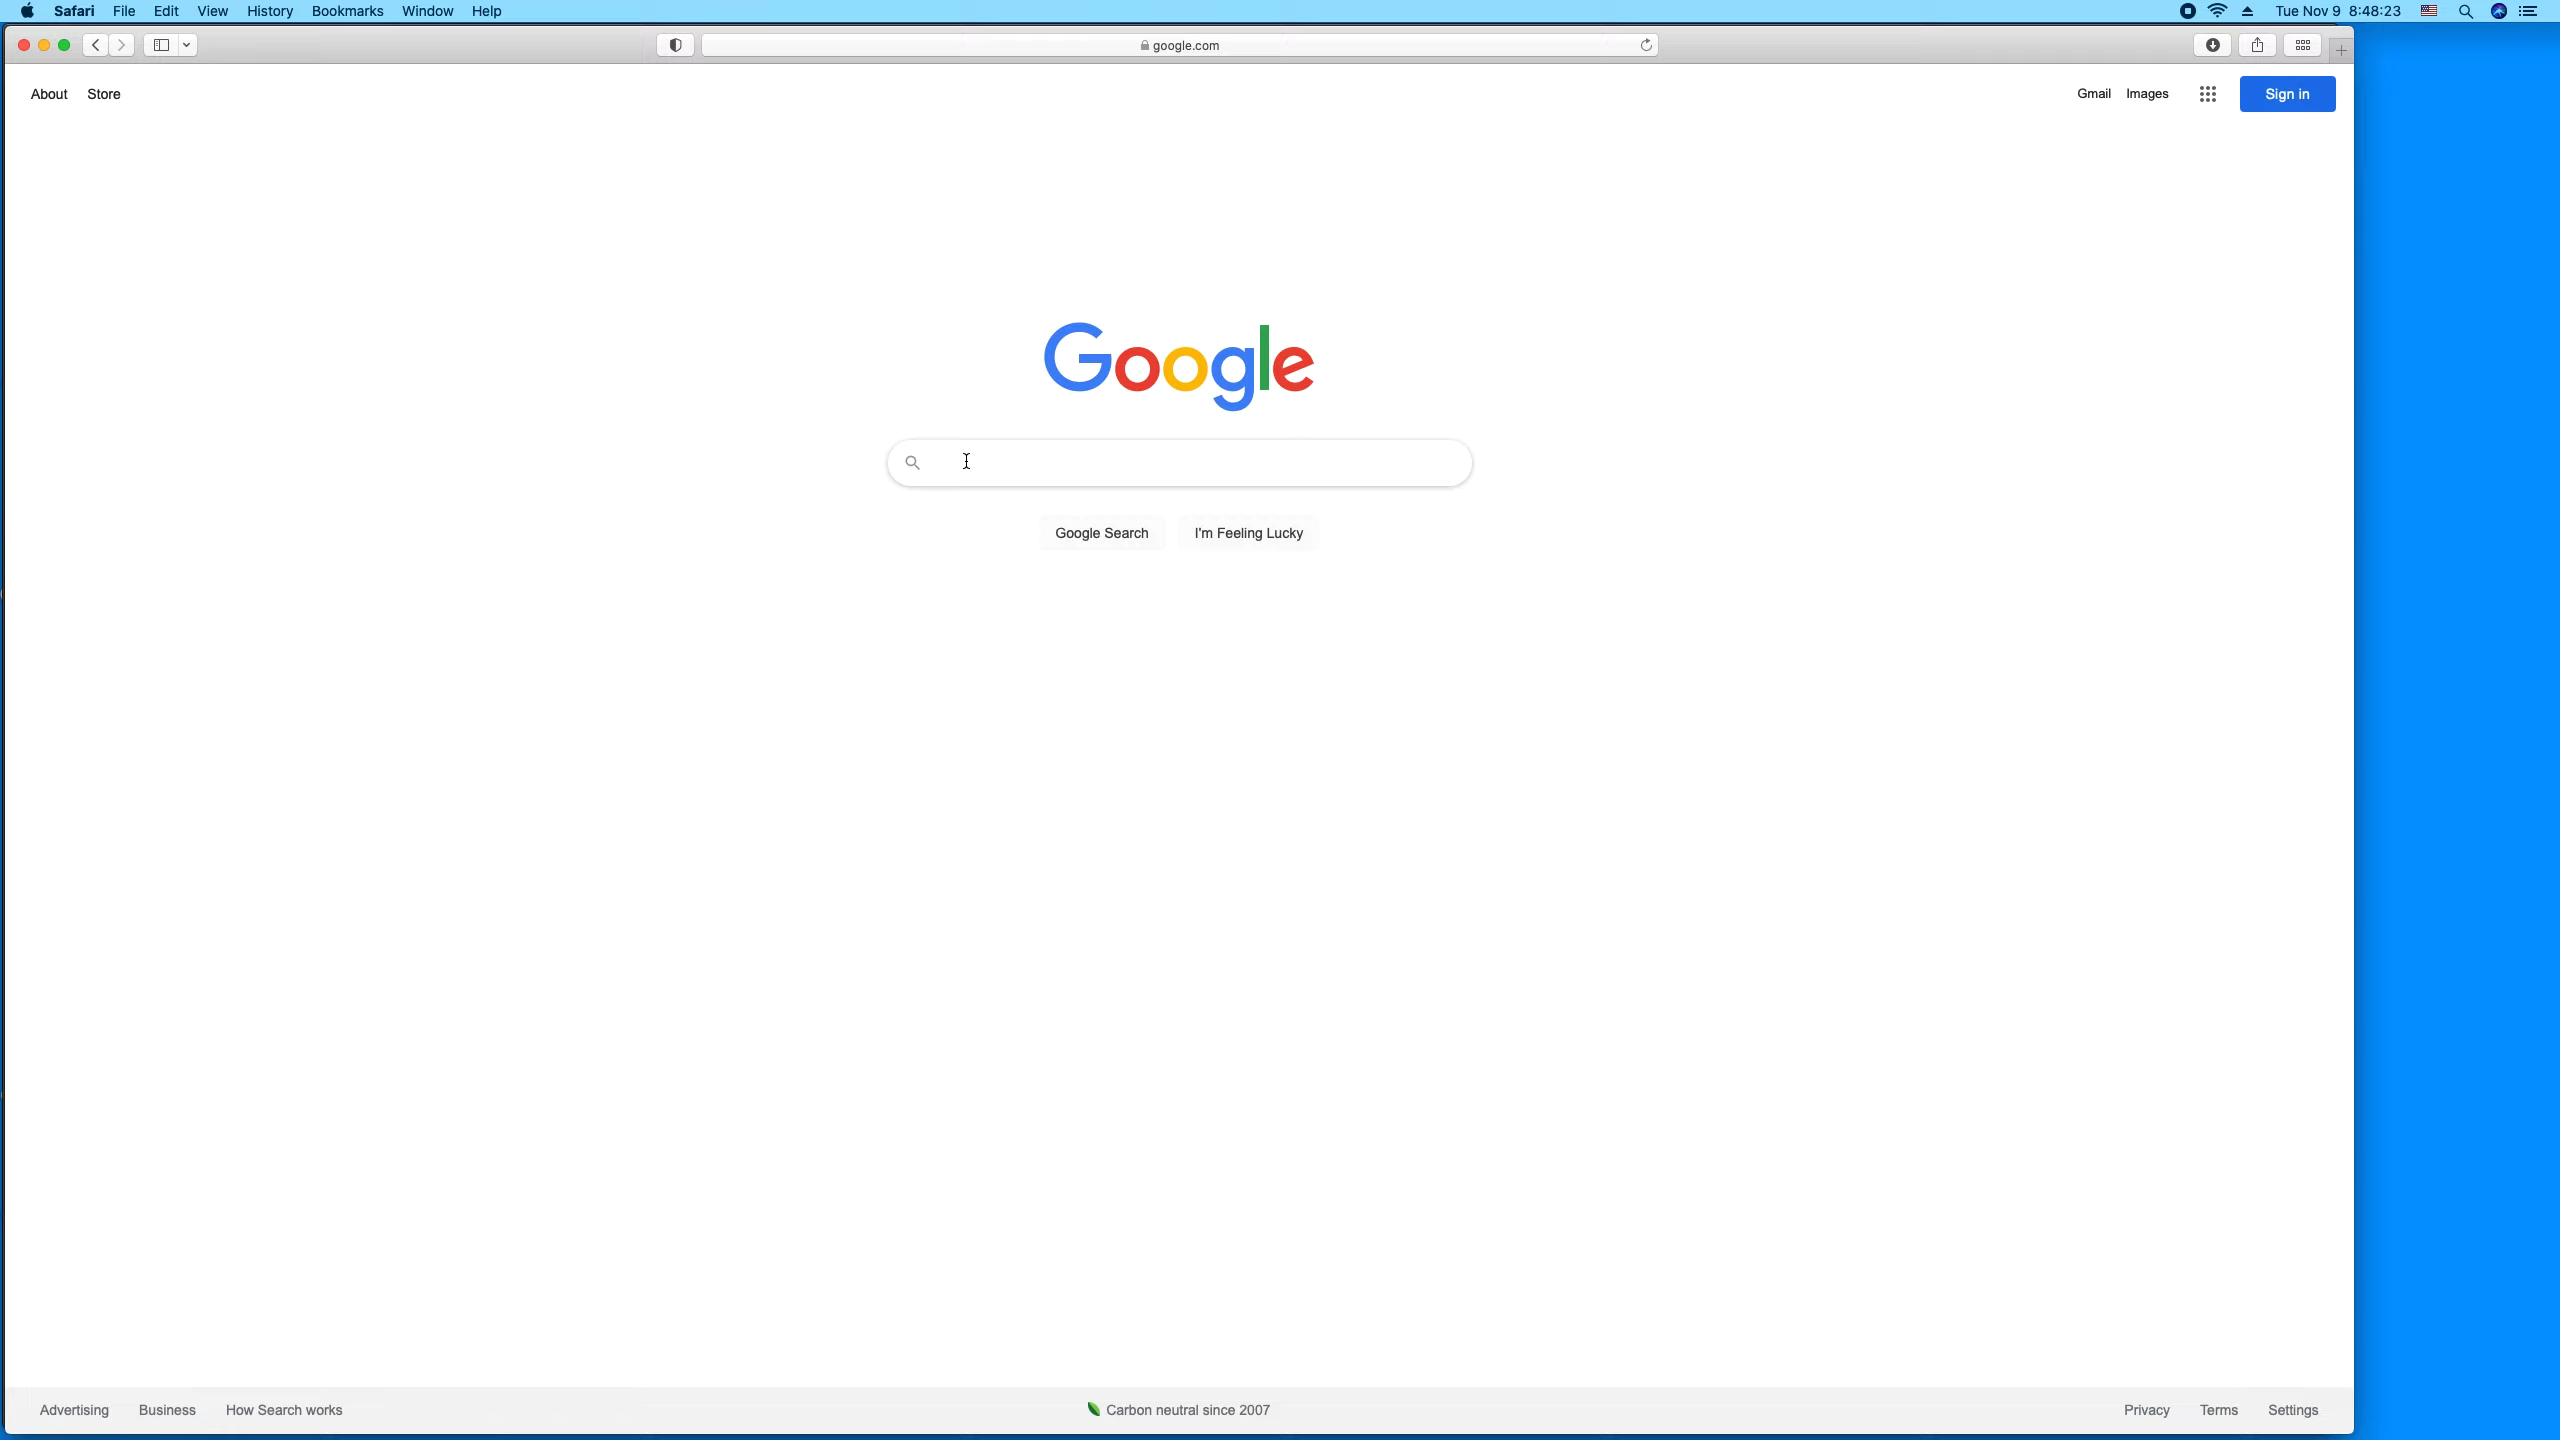 Safari File Edit View History Bookmarks Window Help Tue Nov 9 8:48:23
google.com
About Store Gmail Images Sign in
Google
Google Search I'm Feeling Lucky
Advertising Business How Search works Carbon neutral since 2007 Privacy Terms Settings